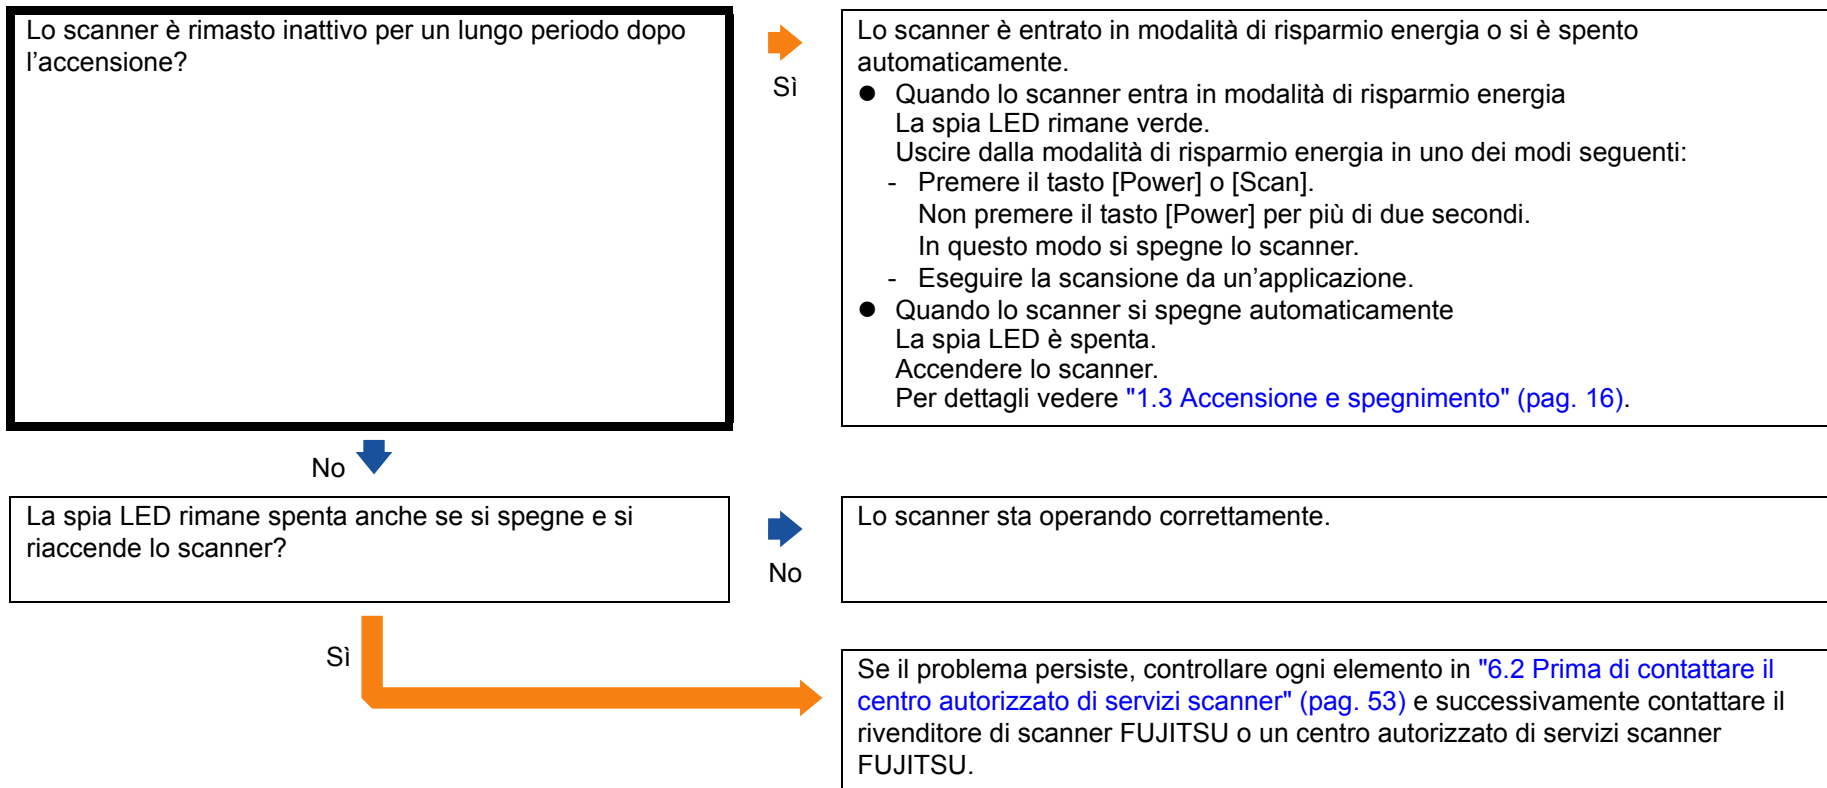 Lo scanner è rimasto inattivo per un lungo periodo dopo
l'accensione?
Sì
Lo scanner è entrato in modalità di risparmio energia o si è spento
automaticamente.
● Quando lo scanner entra in modalità di risparmio energia
La spia LED rimane verde.
Uscire dalla modalità di risparmio energia in uno dei modi seguenti:
- Premere il tasto [Power] o [Scan].
Non premere il tasto [Power] per più di due secondi.
In questo modo si spegne lo scanner.
- Eseguire la scansione da un'applicazione.
● Quando lo scanner si spegne automaticamente
La spia LED è spenta.
Accendere lo scanner.
Per dettagli vedere "1.3 Accensione e spegnimento" (pag. 16).
No
La spia LED rimane spenta anche se si spegne e si
riaccende lo scanner?
No
Lo scanner sta operando correttamente.
Sì
Se il problema persiste, controllare ogni elemento in "6.2 Prima di contattare il
centro autorizzato di servizi scanner" (pag. 53) e successivamente contattare il
rivenditore di scanner FUJITSU o un centro autorizzato di servizi scanner
FUJITSU.